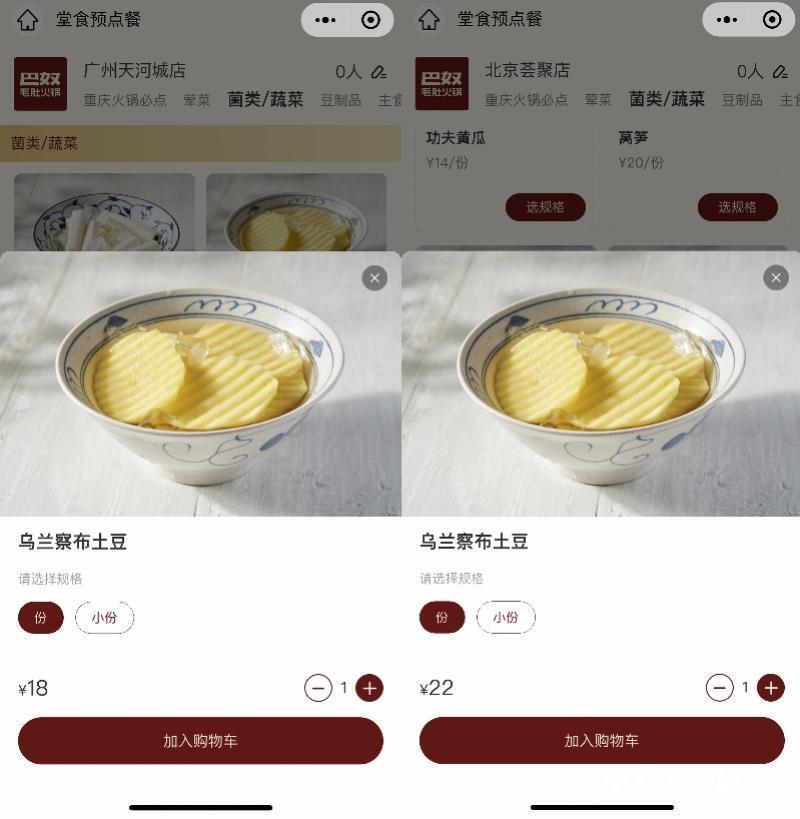 堂食预点餐
巴奴
毛肚火锅
广州天河城店
0人
重庆火锅必点 荤菜 菌类/蔬菜 豆制品 主食
菌类/蔬菜
乌兰察布土豆
请选择规格
份 小份
¥18
1
加入购物车
堂食预点餐
巴奴
毛肚火锅
北京荟聚店
0人
重庆火锅必点 荤菜 菌类/蔬菜 豆制品 主食
功夫黄瓜
¥14/份
选规格
莴笋
¥20/份
选规格
乌兰察布土豆
请选择规格
份 小份
¥22
1
加入购物车